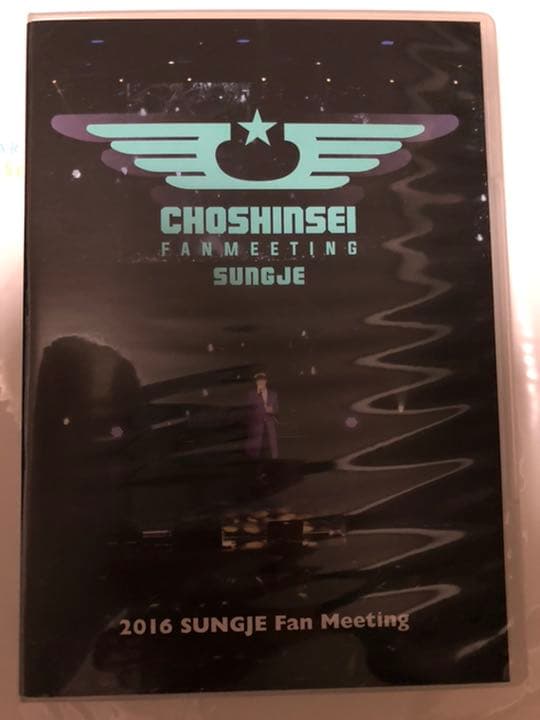 CHOSHINSEI
FANMEETING
SUNGJE
2016 SUNGJE Fan Meeting